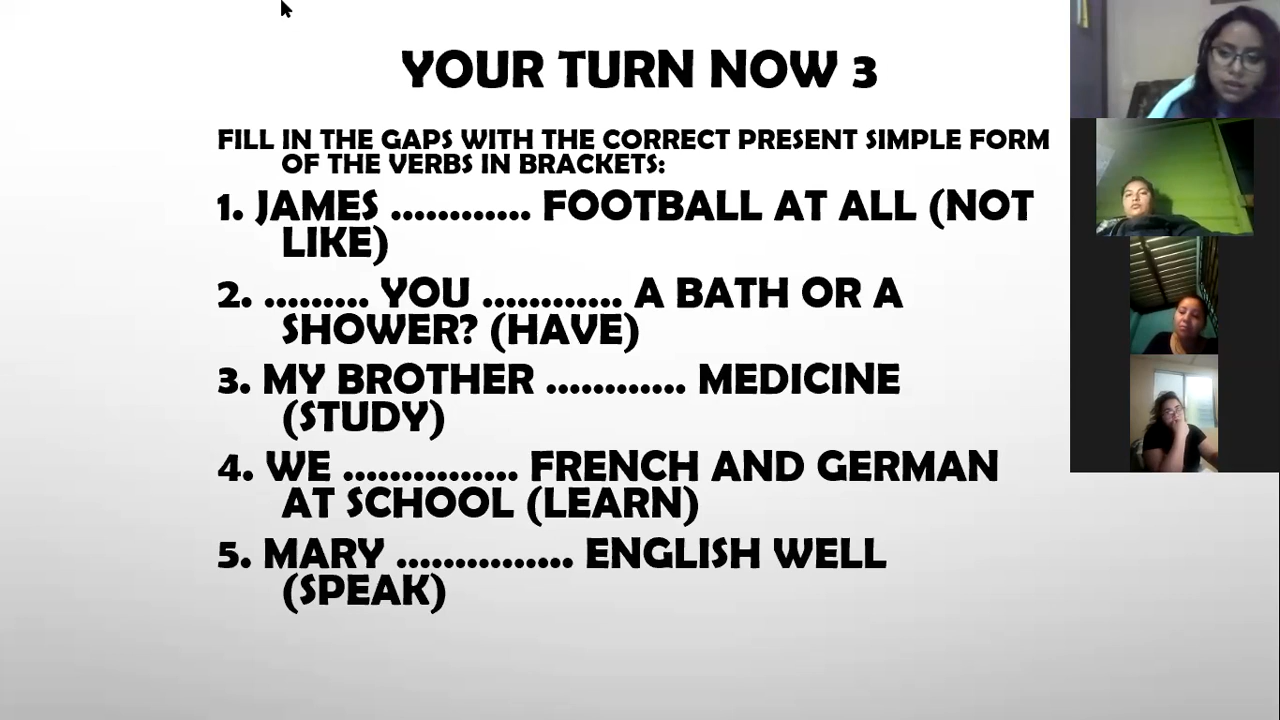 YOUR TURN NOW 3
FILL IN THE GAPS WITH THE CORRECT PRESENT SIMPLE FORM
OF THE VERBS IN BRACKETS:
1. JAMES ............ FOOTBALL AT ALL (NOT
LIKE)
2. ......... YOU ............ A BATH OR A
SHOWER? (HAVE)
3. MY BROTHER ............ MEDICINE
(STUDY)
4. WE ............... FRENCH AND GERMAN
AT SCHOOL (LEARN)
5. MARY ............... ENGLISH WELL
(SPEAK)